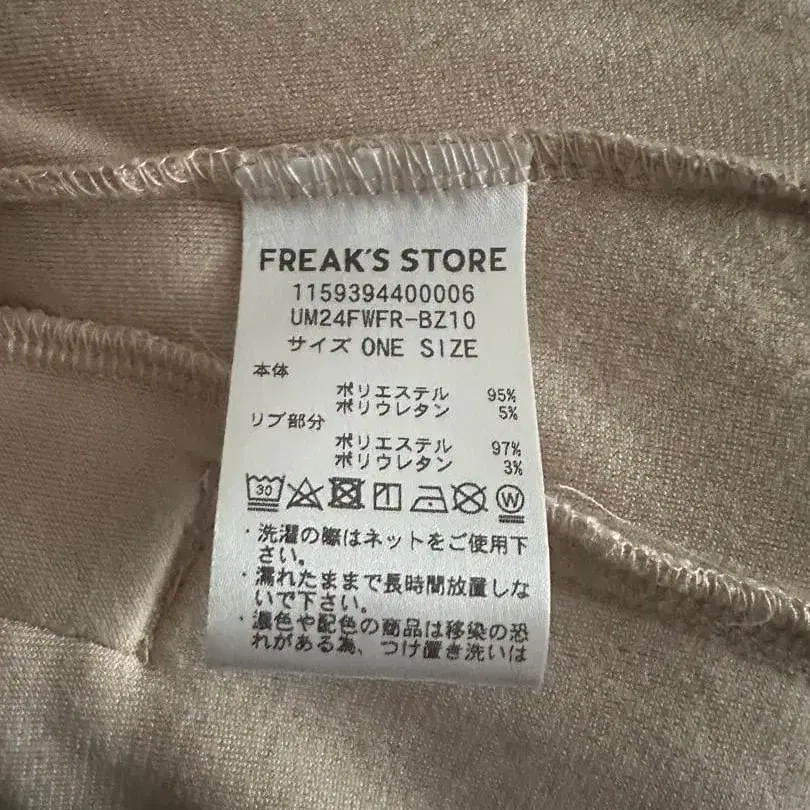 FREAK'S STORE
1159394400006
UM24FWFR-BZ10
サイズ ONE SIZE
本体
ポリエステル 95%
ポリウレタン 5%
リブ部分
ポリエステル 97%
ポリウレタン 3%
30 W
・洗濯の際はネットをご使用下
さい。
・濡れたままで長時間放置しな
いで下さい。
・濃色や配色の商品は移染の恐
れがある為、つけ置き洗いは